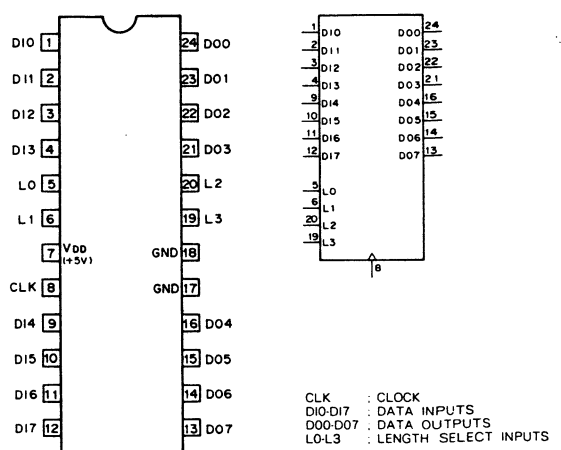 DI0 1 24 DO0
DI1 2 23 DO1
DI2 3 22 DO2
DI3 4 21 DO3
L0 5 20 L2
L1 6 19 L3
7 VDD (+5V) GND 18
CLK 8 GND 17
DI4 9 16 DO4
DI5 10 15 DO5
DI6 11 14 DO6
DI7 12 13 DO7
1 DI0 DO0 24
2 DI1 DO1 23
3 DI2 DO2 22
4 DI3 DO3 21
9 DI4 DO4 16
10 DI5 DO5 15
11 DI6 DO6 14
12 DI7 DO7 13
5 L0
6 L1
20 L2
19 L3
8
CLK : CLOCK
DI0-DI7 : DATA INPUTS
DO0-DO7 : DATA OUTPUTS
L0-L3 : LENGTH SELECT INPUTS